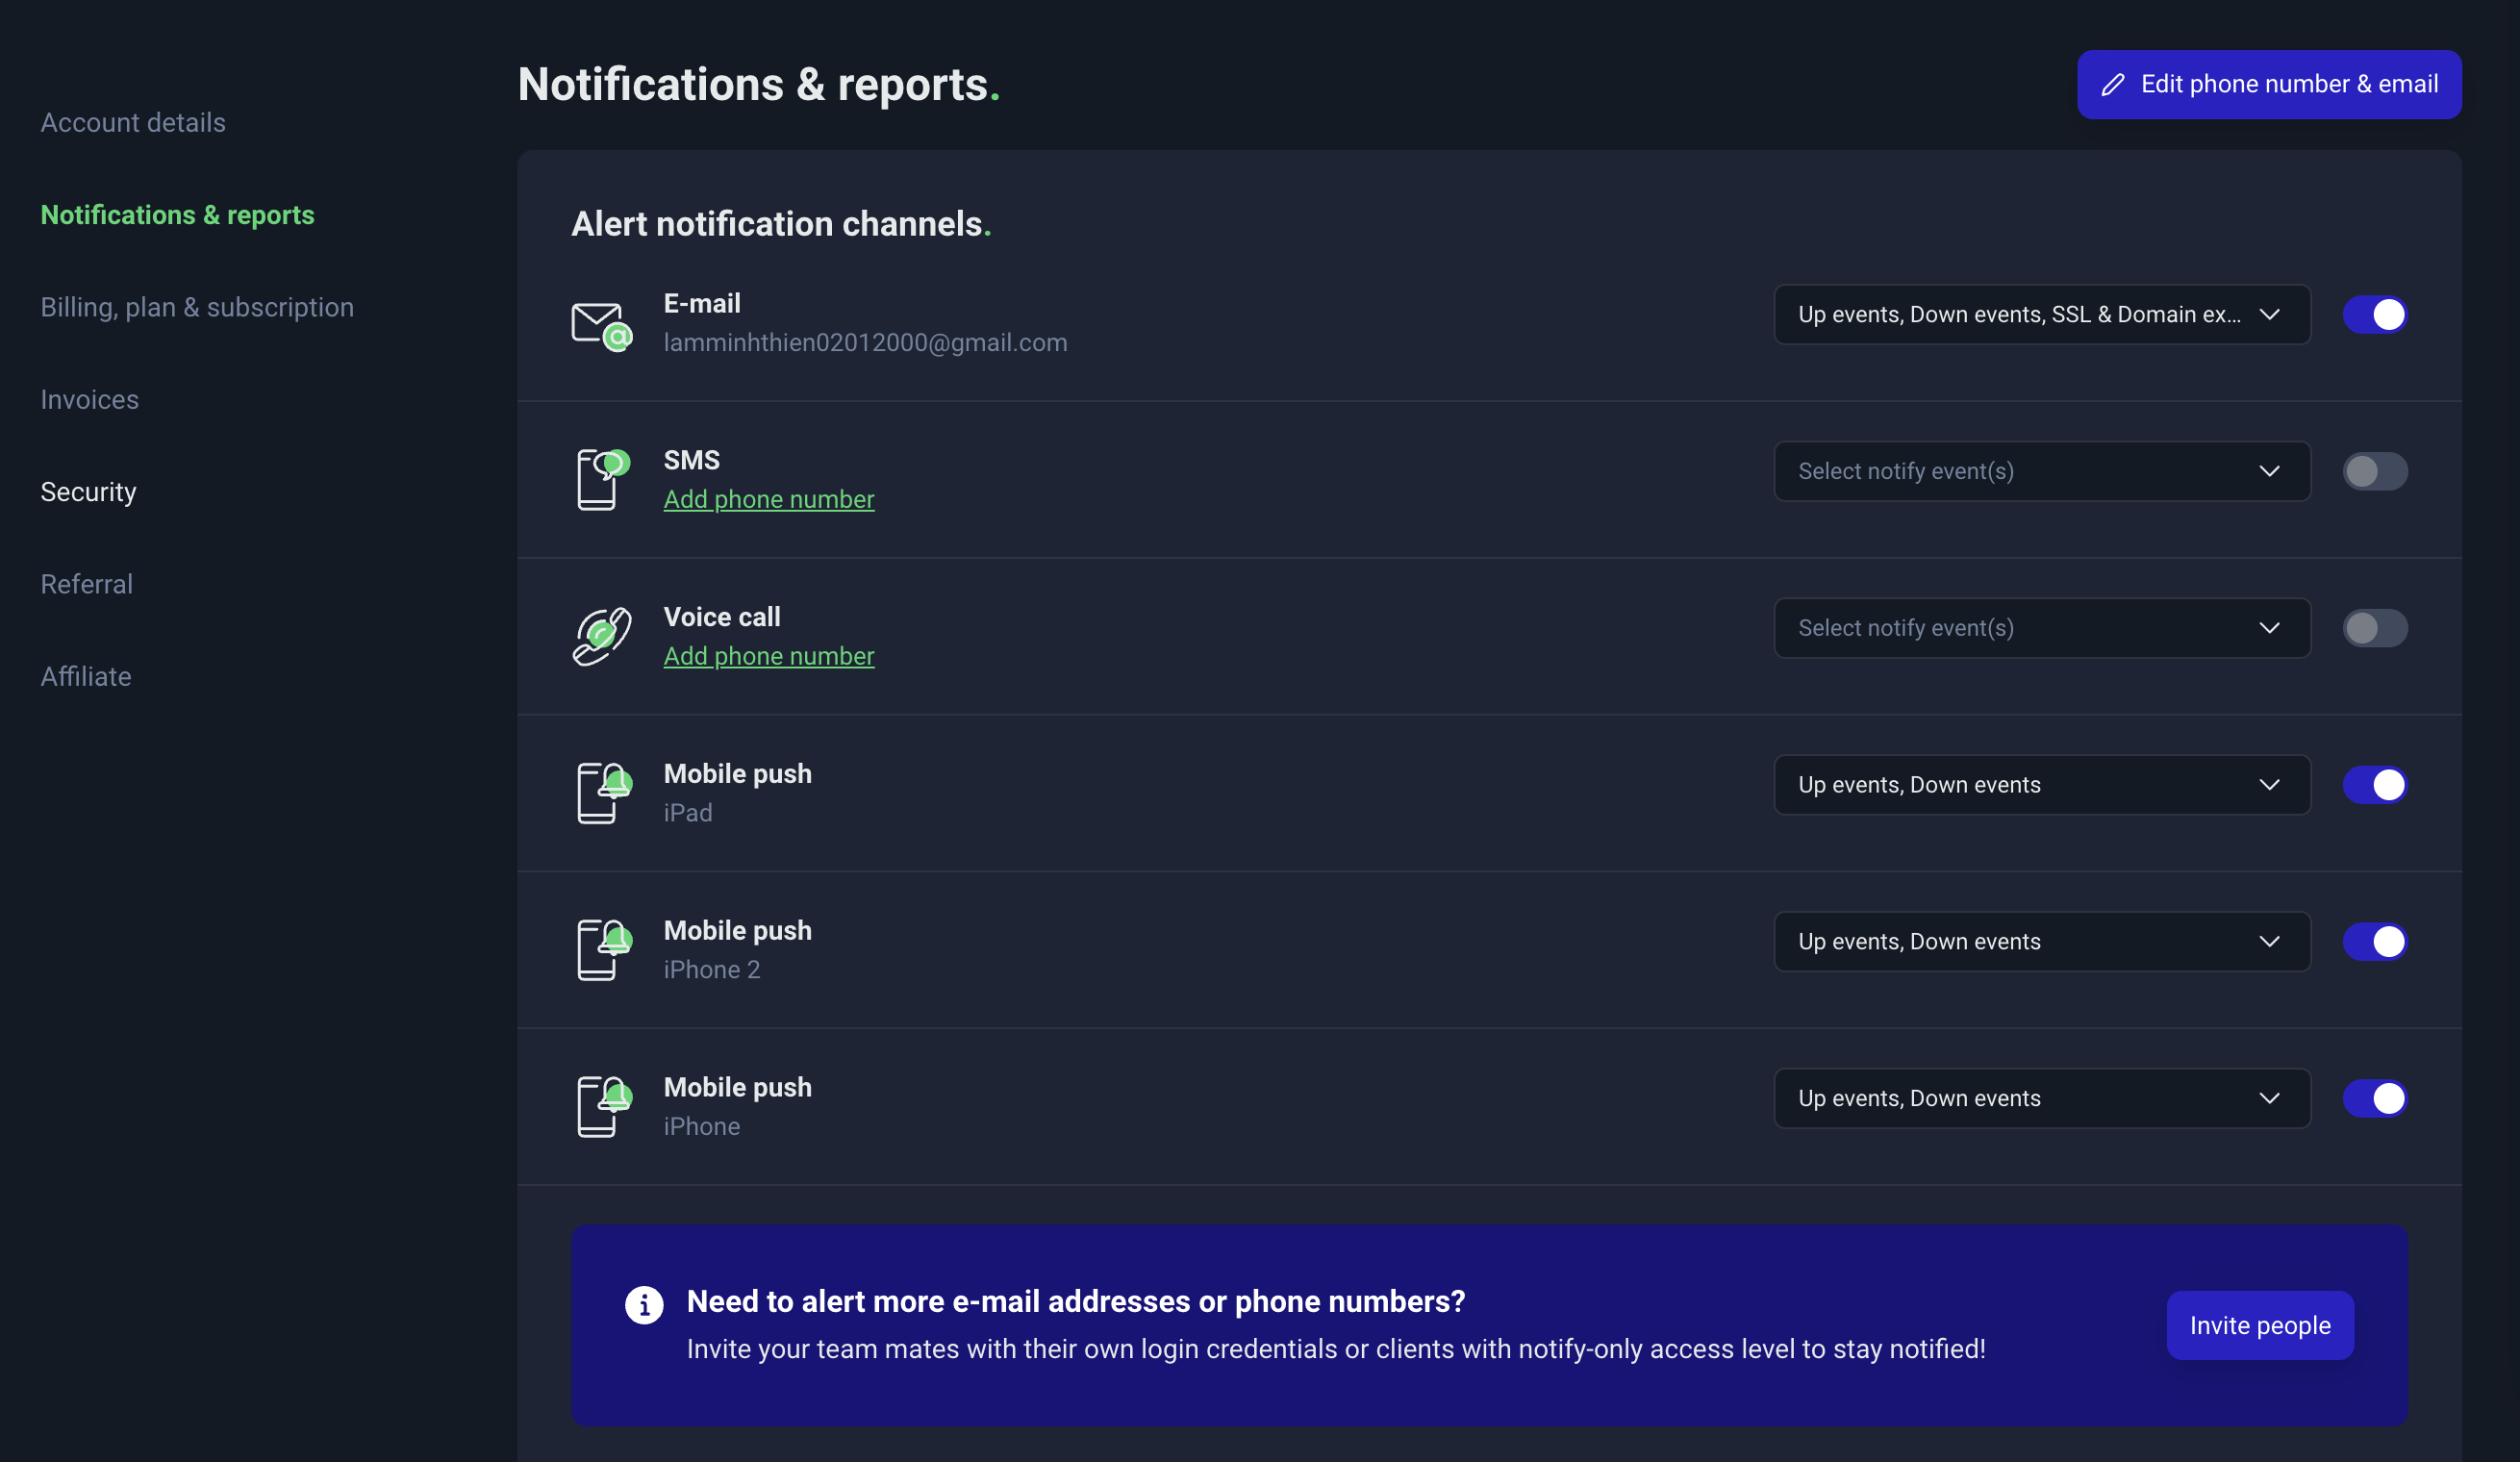 Account details
Notifications & reports
Billing, plan & subscription
Invoices
Security
Referral
Affiliate
Notifications & reports.
Edit phone number & email
Alert notification channels.
E-mail
lamminhthien02012000@gmail.com
Up events, Down events, SSL & Domain ex...
SMS
Add phone number
Select notify event(s)
Voice call
Add phone number
Select notify event(s)
Mobile push
iPad
Up events, Down events
Mobile push
iPhone 2
Up events, Down events
Mobile push
iPhone
Up events, Down events
Need to alert more e-mail addresses or phone numbers?
Invite your team mates with their own login credentials or clients with notify-only access level to stay notified!
Invite people